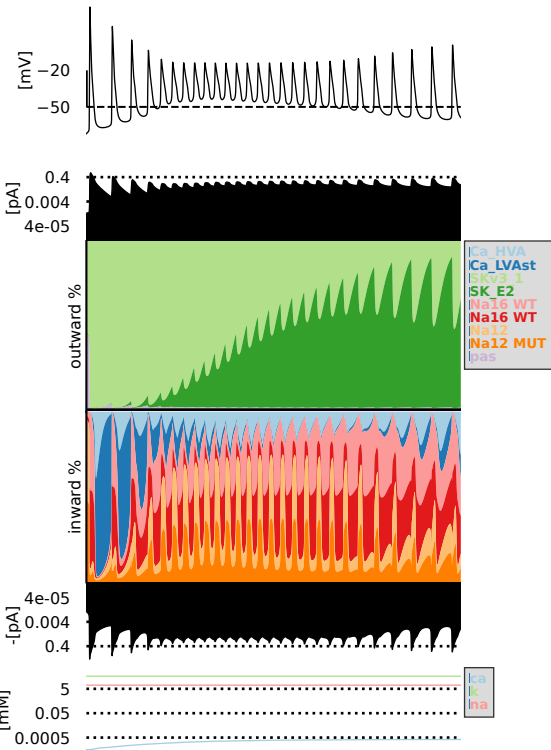 [mV]
−20
−50
[pA]
0.4
0.004
4e-05
outward %
Ca_HVA
Ca_LVAst
SKv3_1
SK_E2
Na16 WT
Na16 WT
Na12
Na12 MUT
pas
inward %
-[pA]
4e-05
0.004
0.4
[mM]
5
0.05
0.0005
ca
k
na